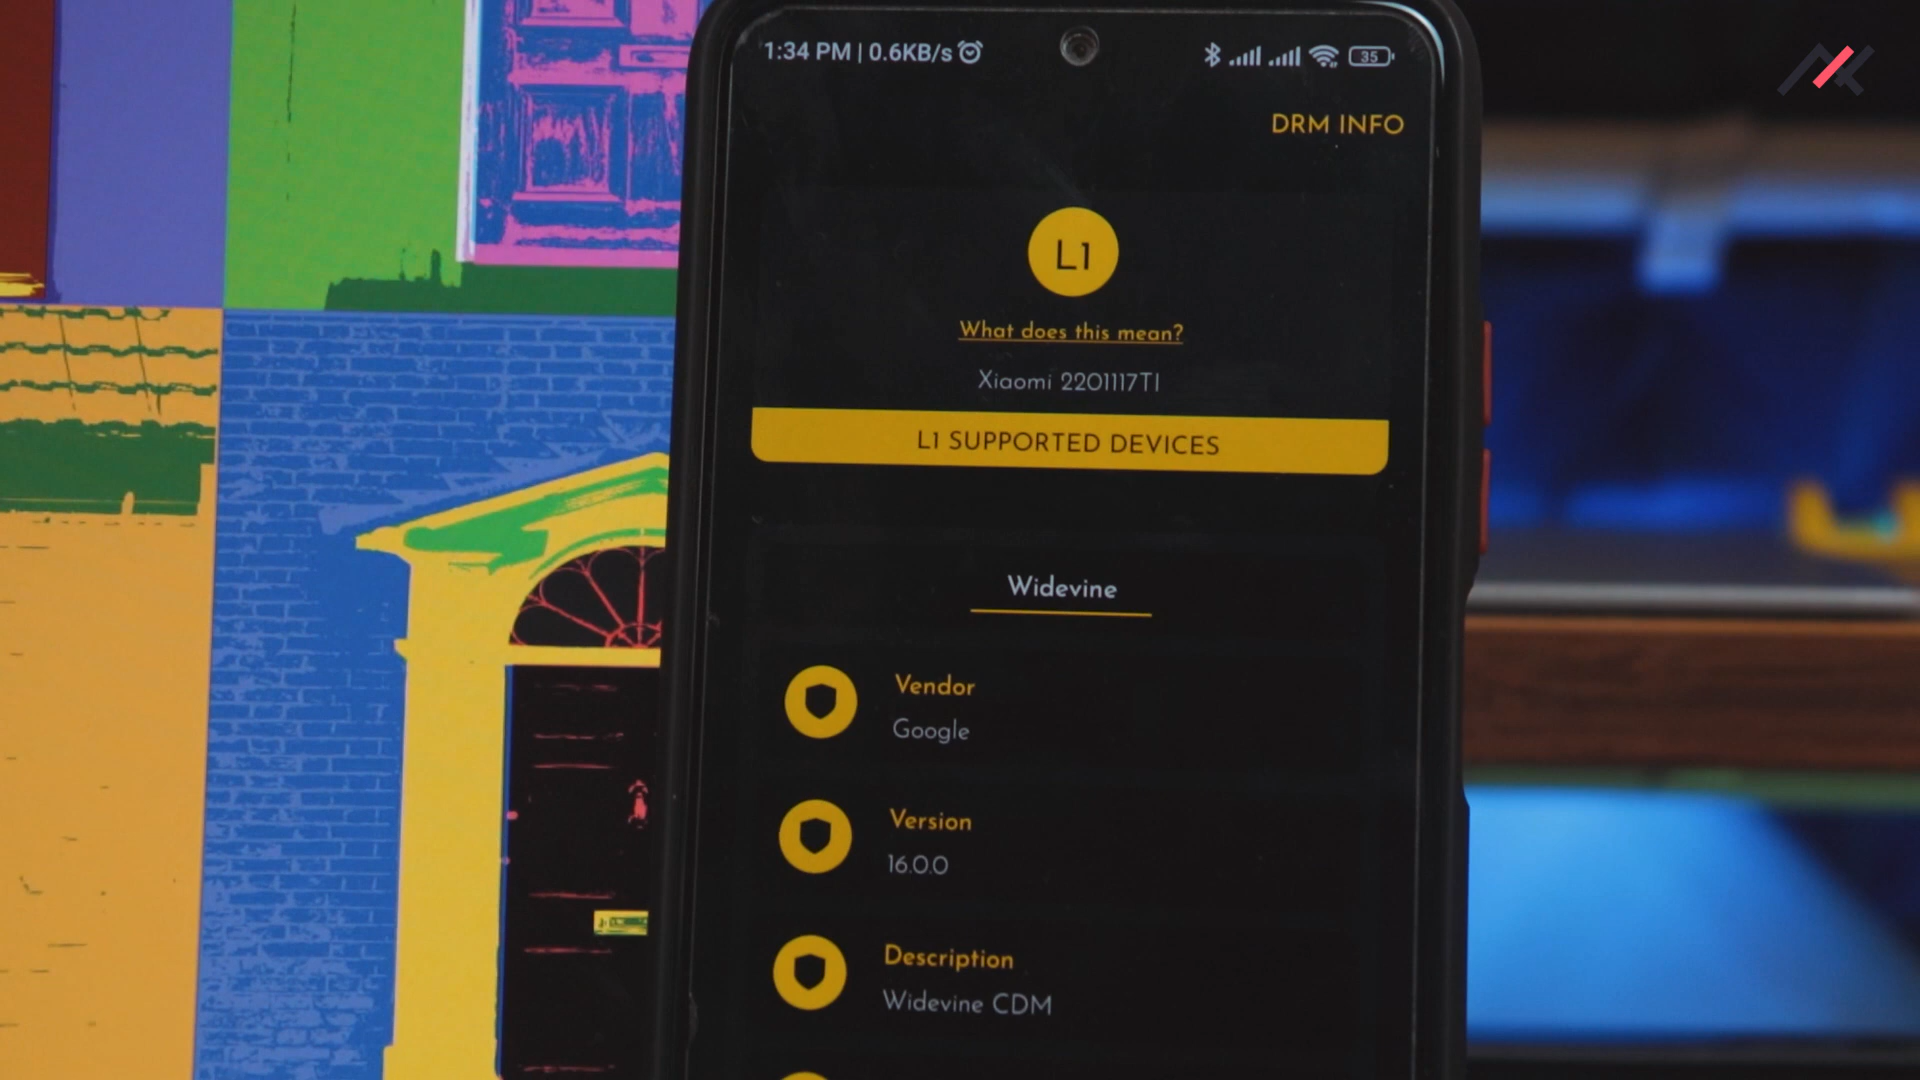 1:34 PM | 0.6KB/s
35
DRM INFO
L1
What does this mean?
Xiaomi 2201117TI
L1 SUPPORTED DEVICES
Widevine
Vendor
Google
Version
16.0.0
Description
Widevine CDM